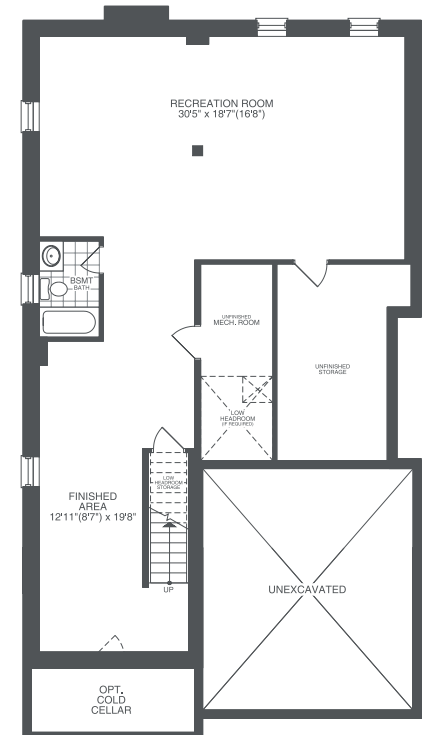 RECREATION ROOM
30'5" x 18'7"(16'8")
BSMT
BATH
UNFINISHED
MECH. ROOM
UNFINISHED
STORAGE
LOW
HEADROOM
(IF REQUIRED)
LOW
HEADROOM
STORAGE
FINISHED
AREA
12'11"(8'7") x 19'8"
UP
UNEXCAVATED
OPT.
COLD
CELLAR